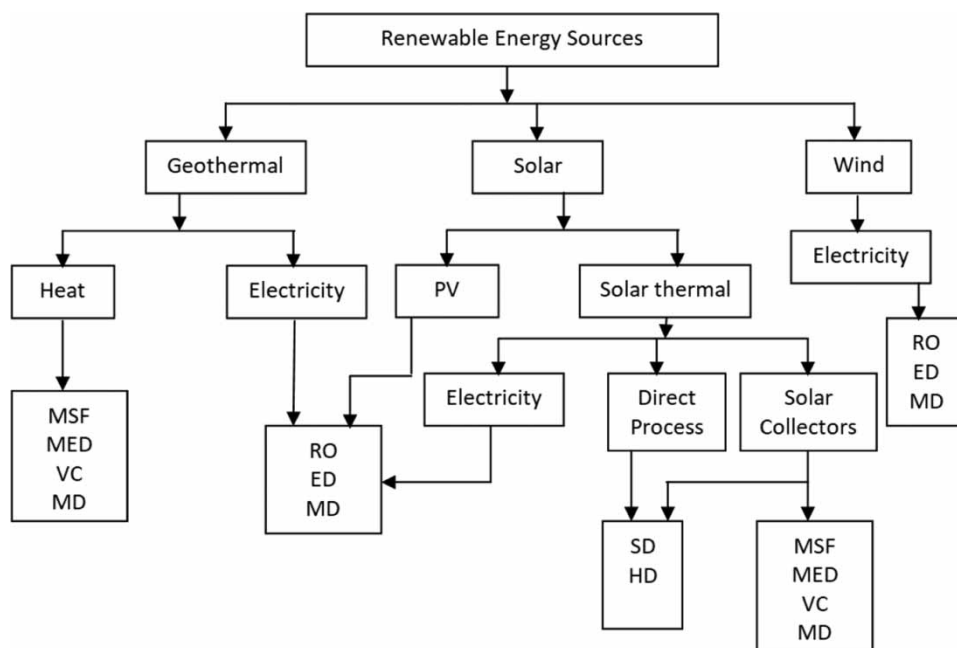 Renewable Energy Sources
Geothermal
Solar
Wind
Heat
Electricity
PV
Solar thermal
Electricity
Electricity
Direct
Process
Solar
Collectors
RO
ED
MD
MSF
MED
VC
MD
RO
ED
MD
SD
HD
MSF
MED
VC
MD